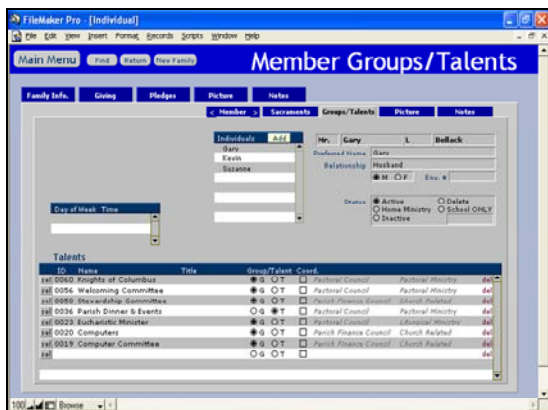 FileMaker Pro - [Individual]
File Edit View Insert Format Records Scripts Window Help
Main Menu Find Return New Family Member Groups/Talents
Family Info. Giving Pledges Picture Notes
< Member > Sacraments Groups/Talents Picture Notes
Individuals Add
Gary
Kevin
Suzanne
Mr. Gary L Bellack
Preferred Name Gary
Relationship Husband
M F Env. #
Status Active Delete
Home Ministry School ONLY
Inactive
Day of Week Time
Talents
ID Name Title Group/Talent Coord.
sel 0060 Knights of Columbus G T Pastoral Council Pastoral Ministry del
sel 0056 Welcoming Committee G T Pastoral Council Pastoral Ministry del
sel 0050 Stewardship Committee G T Parish Finance Council Church Related del
sel 0036 Parish Dinner & Events G T Pastoral Council Pastoral Ministry del
sel 0023 Eucharistic Minister G T Pastoral Council Liturgical Ministry del
sel 0020 Computers G T Parish Finance Council Church Related del
sel 0019 Computer Committee G T Parish Finance Council Church Related del
sel G T del
100 Browse